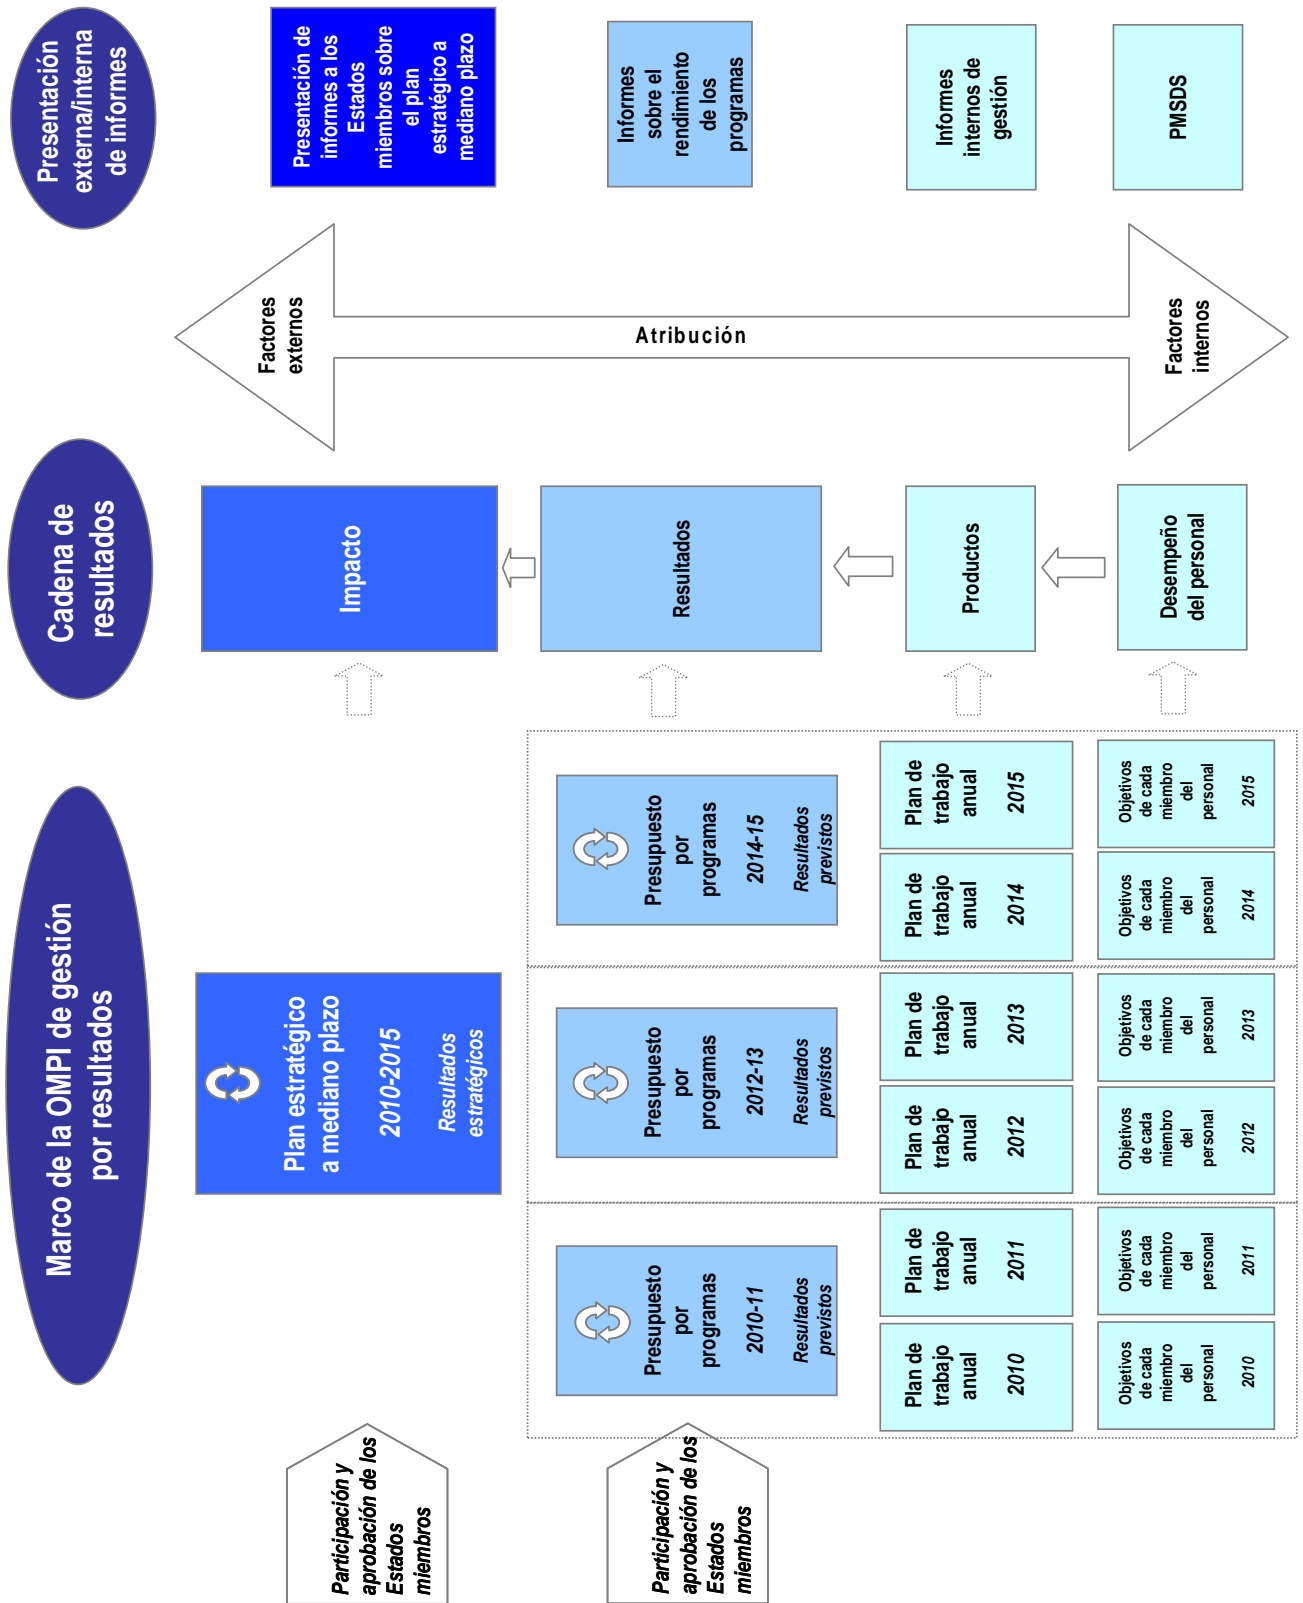 Marco de la OMPI de gestión
por resultados
Cadena de
resultados
Presentación
externa/interna
de informes
Participación y
aprobación de los
Estados
miembros
Plan estratégico
a mediano plazo
2010-2015
Resultados
estratégicos
Impacto
Factores
externos
Presentación de
informes a los
Estados
miembros sobre
el plan
estratégico a
mediano plazo
Participación y
aprobación de los
Estados
miembros
Presupuesto
por
programas
2010-11
Resultados
previstos
Presupuesto
por
programas
2012-13
Resultados
previstos
Presupuesto
por
programas
2014-15
Resultados
previstos
Resultados
Atribución
Informes
sobre el
rendimiento
de los
programas
Plan de
trabajo
anual
2010
Plan de
trabajo
anual
2011
Plan de
trabajo
anual
2012
Plan de
trabajo
anual
2013
Plan de
trabajo
anual
2014
Plan de
trabajo
anual
2015
Productos
Informes
internos de
gestión
Objetivos
de cada
miembro
del
personal
2010
Objetivos
de cada
miembro
del
personal
2011
Objetivos
de cada
miembro
del
personal
2012
Objetivos
de cada
miembro
del
personal
2013
Objetivos
de cada
miembro
del
personal
2014
Objetivos
de cada
miembro
del
personal
2015
Desempeño
del personal
Factores
internos
PMSDS